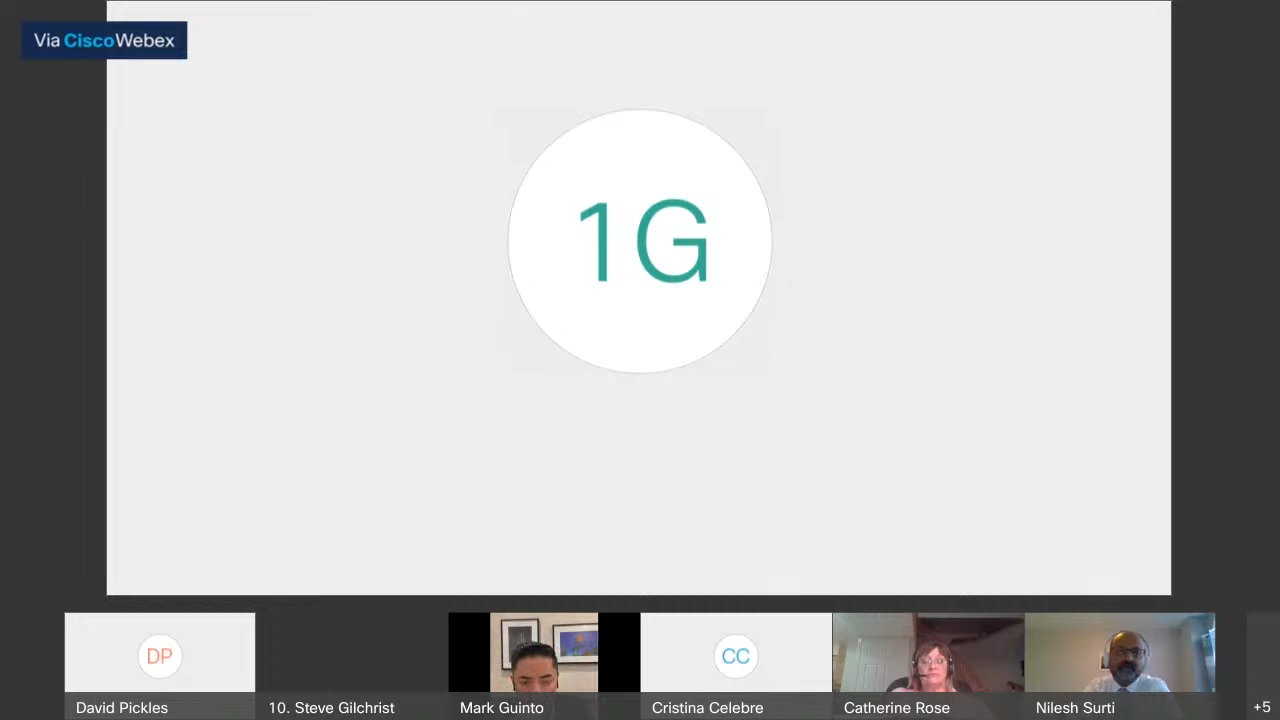 Via CiscoWebex
1G
DP
CC
David Pickles
10. Steve Gilchrist
Mark Guinto
Cristina Celebre
Catherine Rose
Nilesh Surti
+5